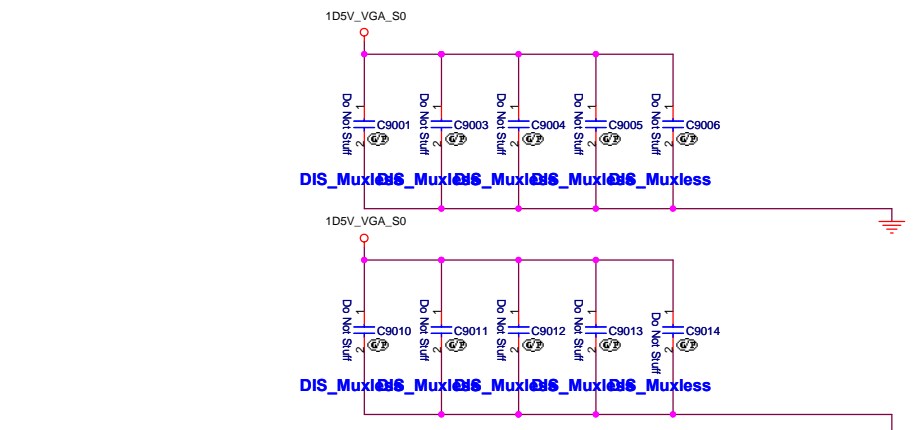 1D5V_VGA_S0
Do Not Stuff
1
2
C9001
Do Not Stuff
1
2
C9003
Do Not Stuff
1
2
C9004
Do Not Stuff
1
2
C9005
Do Not Stuff
1
2
C9006
DIS_Muxless
DIS_Muxless
DIS_Muxless
DIS_Muxless
DIS_Muxless
1D5V_VGA_S0
Do Not Stuff
1
2
C9010
Do Not Stuff
1
2
C9011
Do Not Stuff
1
2
C9012
Do Not Stuff
1
2
C9013
Do Not Stuff
1
2
C9014
DIS_Muxless
DIS_Muxless
DIS_Muxless
DIS_Muxless
DIS_Muxless